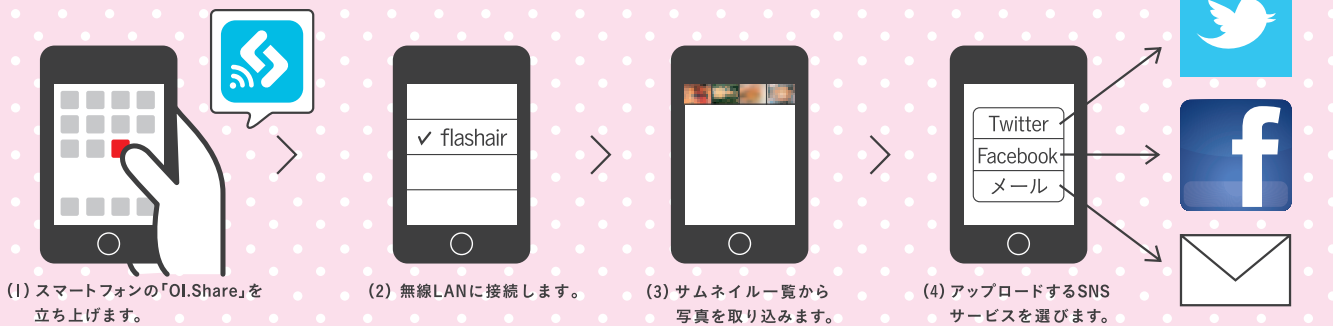 ✓ flashair
Twitter
Facebook
メール
(1) スマートフォンの「OI.Share」を
立ち上げます。
(2) 無線LANに接続します。
(3) サムネイル一覧から
写真を取り込みます。
(4) アップロードするSNS
サービスを選びます。